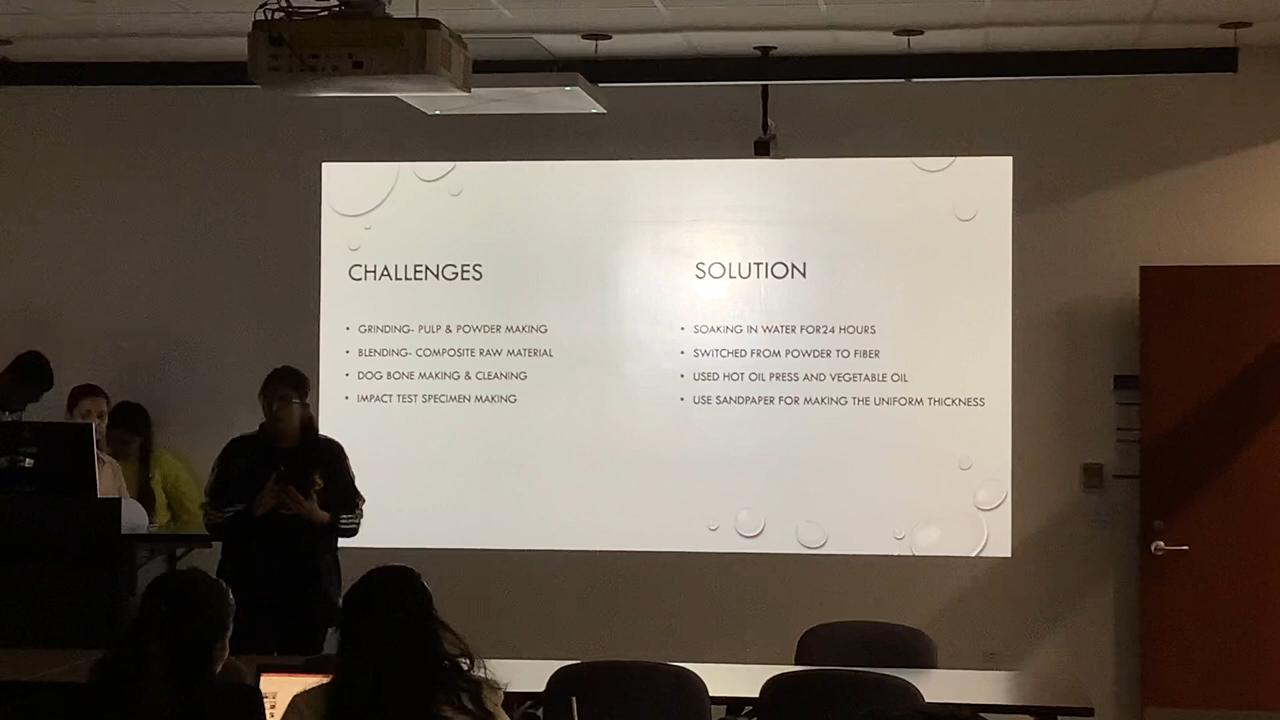 CHALLENGES
• GRINDING- PULP & POWDER MAKING
• BLENDING- COMPOSITE RAW MATERIAL
• DOG BONE MAKING & CLEANING
• IMPACT TEST SPECIMEN MAKING
SOLUTION
• SOAKING IN WATER FOR24 HOURS
• SWITCHED FROM POWDER TO FIBER
• USED HOT OIL PRESS AND VEGETABLE OIL
• USE SANDPAPER FOR MAKING THE UNIFORM THICKNESS